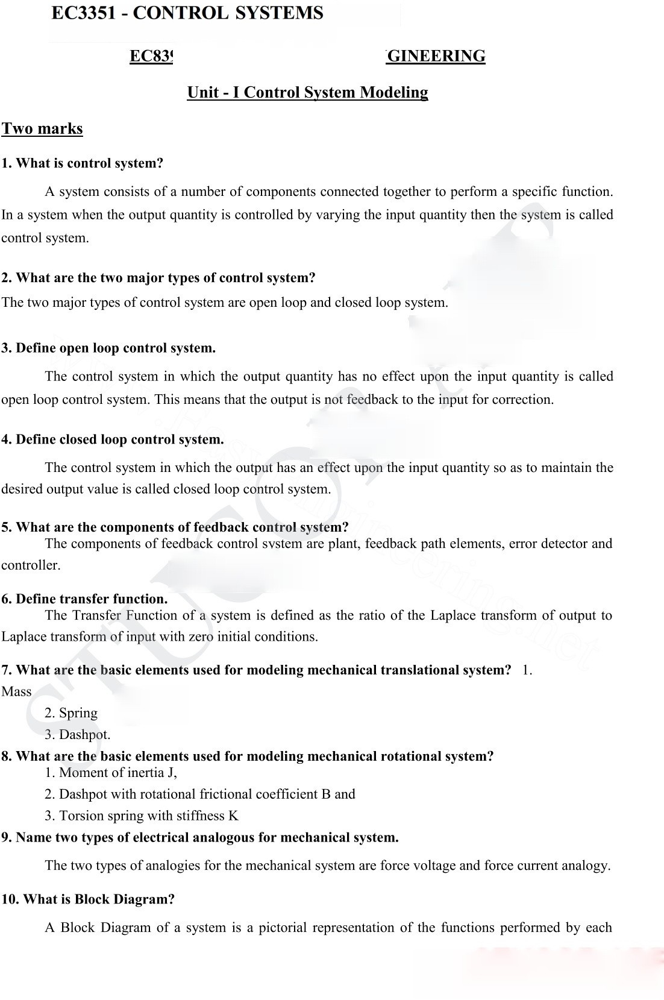 EC3351 - CONTROL SYSTEMS
EC839
GINEERING
Unit - I Control System Modeling
Two marks
1. What is control system?
A system consists of a number of components connected together to perform a specific function.
In a system when the output quantity is controlled by varying the input quantity then the system is called
control system.
2. What are the two major types of control system?
The two major types of control system are open loop and closed loop system.
3. Define open loop control system.
The control system in which the output quantity has no effect upon the input quantity is called
open loop control system. This means that the output is not feedback to the input for correction.
4. Define closed loop control system.
The control system in which the output has an effect upon the input quantity so as to maintain the
desired output value is called closed loop control system.
5. What are the components of feedback control system?
The components of feedback control system are plant, feedback path elements, error detector and
controller.
6. Define transfer function.
The Transfer Function of a system is defined as the ratio of the Laplace transform of output to
Laplace transform of input with zero initial conditions.
7. What are the basic elements used for modeling mechanical translational system? 1.
Mass
2. Spring
3. Dashpot.
8. What are the basic elements used for modeling mechanical rotational system?
1. Moment of inertia J,
2. Dashpot with rotational frictional coefficient B and
3. Torsion spring with stiffness K
9. Name two types of electrical analogous for mechanical system.
The two types of analogies for the mechanical system are force voltage and force current analogy.
10. What is Block Diagram?
A Block Diagram of a system is a pictorial representation of the functions performed by each
www.EasyEngineering.net